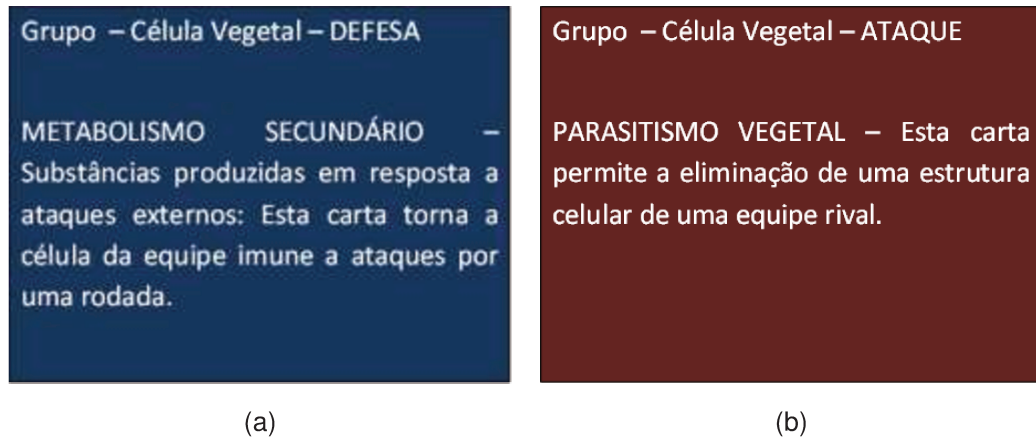 Grupo – Célula Vegetal – DEFESA
METABOLISMO SECUNDÁRIO –
Substâncias produzidas em resposta a
ataques externos: Esta carta torna a
célula da equipe imune a ataques por
uma rodada.
(a)
Grupo – Célula Vegetal – ATAQUE
PARASITISMO VEGETAL – Esta carta
permite a eliminação de uma estrutura
celular de uma equipe rival.
(b)